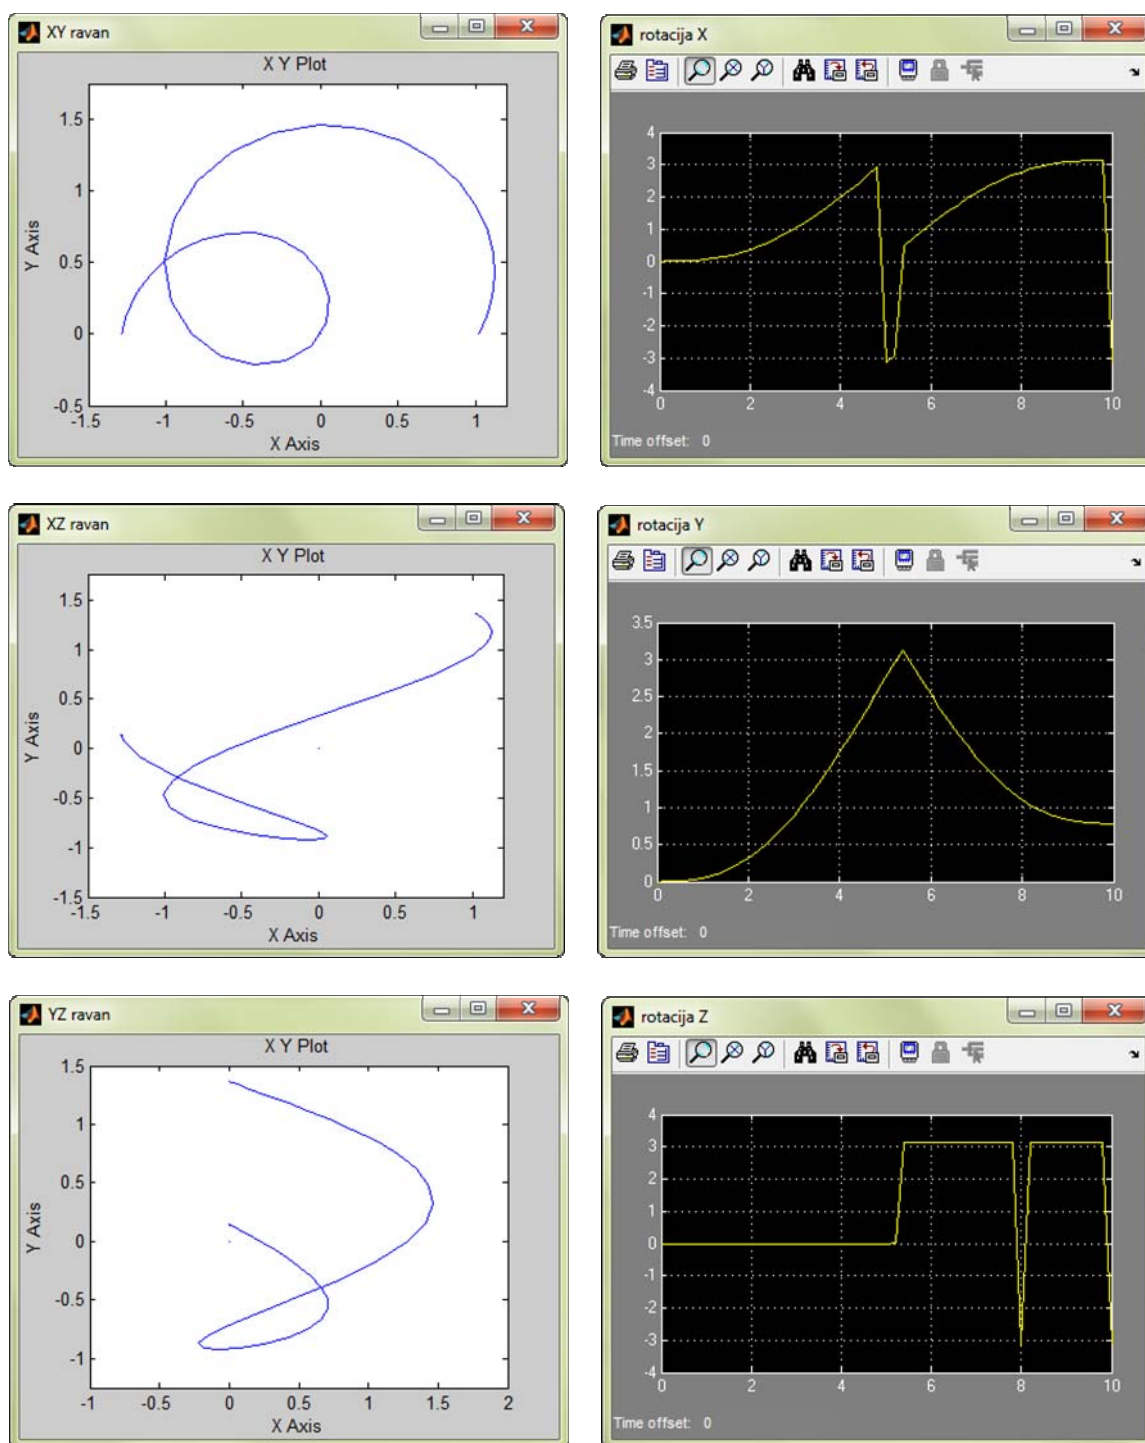 XY ravan
X Y Plot
1.5
1
0.5
0
-0.5
-1.5 -1 -0.5 0 0.5 1
Y Axis
X Axis
rotacija X
4
3
2
1
0
-1
-2
-3
-4
0 2 4 6 8 10
Time offset: 0
XZ ravan
X Y Plot
1.5
1
0.5
0
-0.5
-1
-1.5
-1.5 -1 -0.5 0 0.5 1
Y Axis
X Axis
rotacija Y
3.5
3
2.5
2
1.5
1
0.5
0
0 2 4 6 8 10
Time offset: 0
YZ ravan
X Y Plot
1.5
1
0.5
0
-0.5
-1
-1 -0.5 0 0.5 1 1.5 2
Y Axis
X Axis
rotacija Z
4
3
2
1
0
-1
-2
-3
-4
0 2 4 6 8 10
Time offset: 0